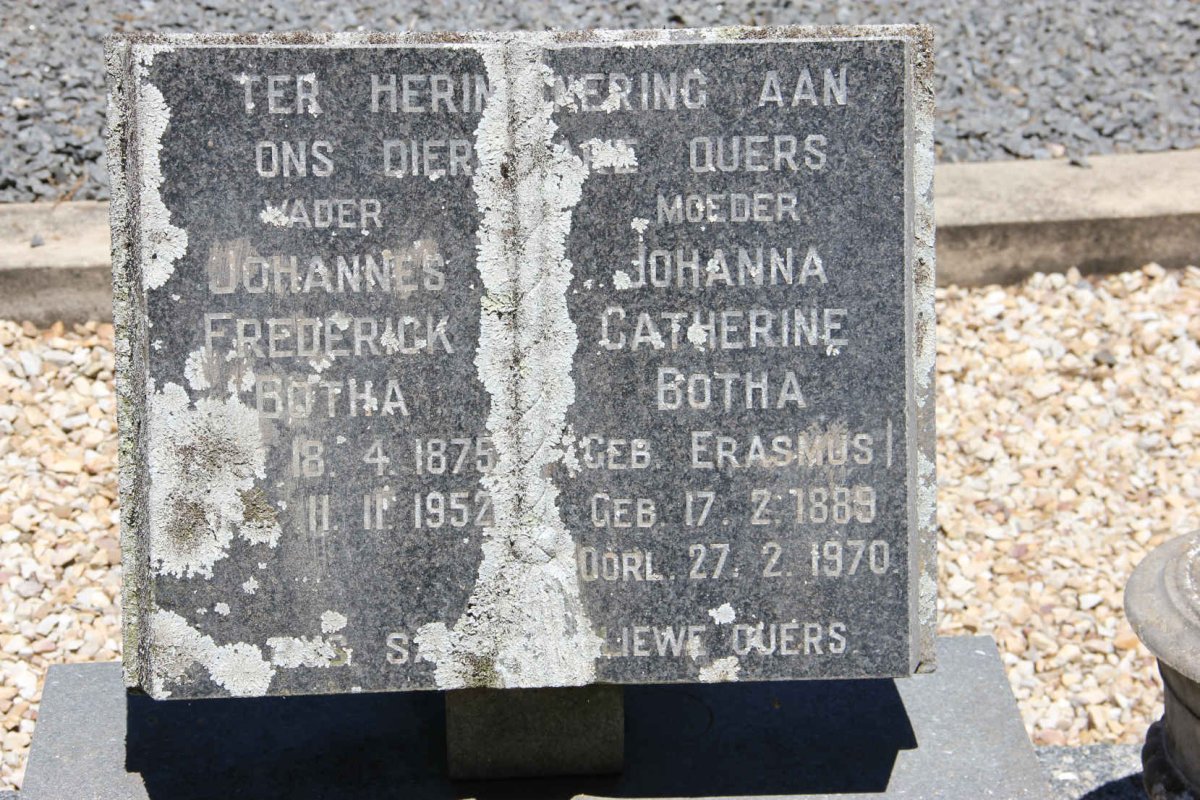 TER HERINNERING AAN
ONS DIERBARE OUERS
VADER
JOHANNES
FREDERICK
BOTHA
18. 4. 1875
11. 11. 1952
MOEDER
JOHANNA
CATHERINE
BOTHA
GEB. ERASMUS
GEB. 17. 2. 1889
OORL. 27. 2. 1970
LIEWE OUERS.